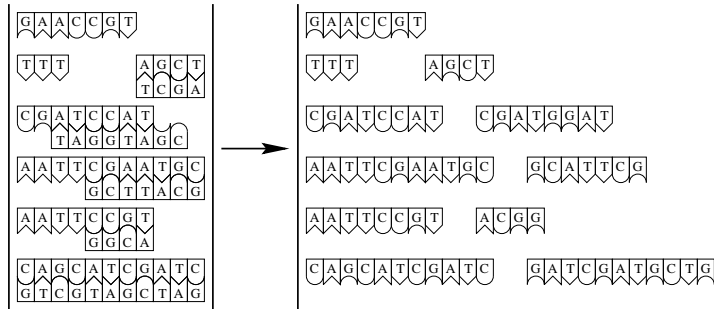 GAACCGT
TTT AGCT
TCGA
CGATCCAT
TAGGTAGC
AATTCGAATGC
GCTTACG
AATTCCGT
GGCA
CAGCATCGATC
GTCGTAGCTAG
GAACCGT
TTT AGCT
CGATCCAT CGATGGAT
AATTCGAATGC GCATTCG
AATTCCGT ACGG
CAGCATCGATC GATCGATGCTG